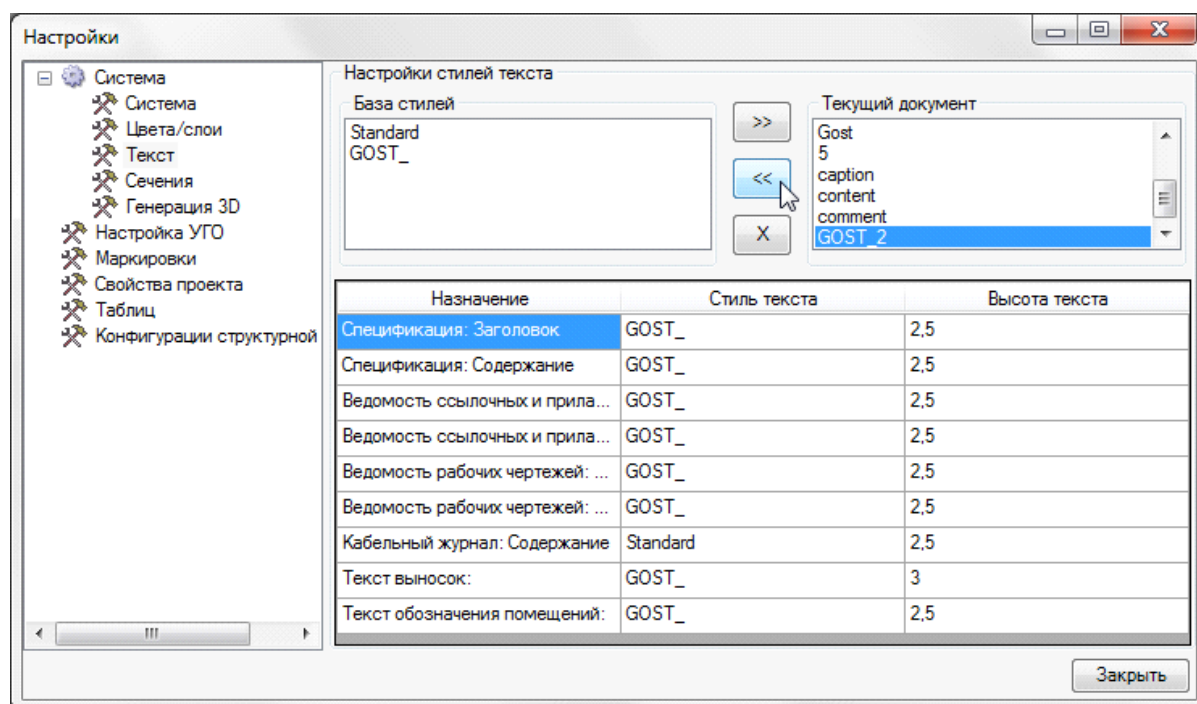 Настройки
Система
Система
Цвета/слои
Текст
Сечения
Генерация 3D
Настройка УГО
Маркировки
Свойства проекта
Таблиц
Конфигурации структурной
Настройки стилей текста
База стилей
Standard
GOST_
>>
<<
X
Текущий документ
Gost
5
caption
content
comment
GOST_2
Назначение Стиль текста Высота текста
Спецификация: Заголовок GOST_ 2,5
Спецификация: Содержание GOST_ 2,5
Ведомость ссылочных и прила... GOST_ 2,5
Ведомость ссылочных и прила... GOST_ 2,5
Ведомость рабочих чертежей: ... GOST_ 2,5
Ведомость рабочих чертежей: ... GOST_ 2,5
Кабельный журнал: Содержание Standard 2,5
Текст выносок: GOST_ 3
Текст обозначения помещений: GOST_ 2,5
Закрыть